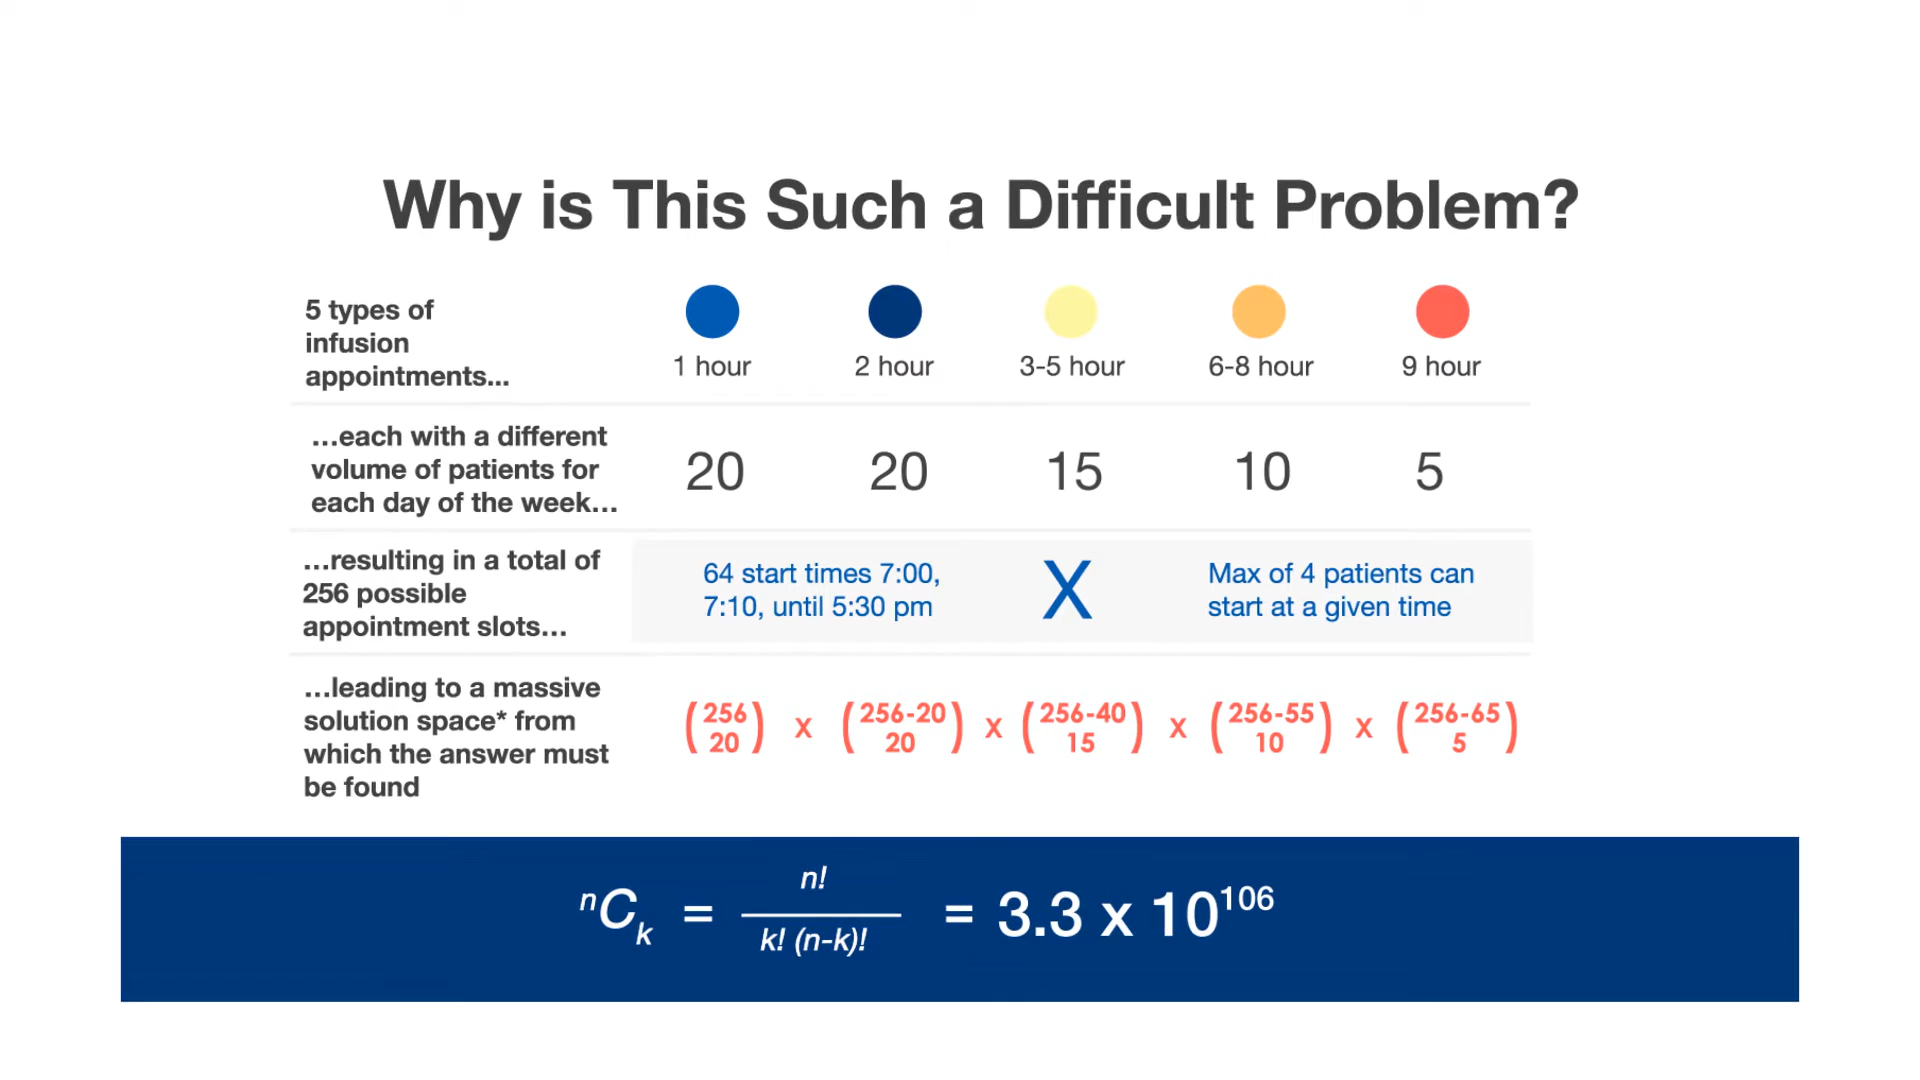 Why is This Such a Difficult Problem?
5 types of
infusion
appointments...
1 hour
2 hour
3-5 hour
6-8 hour
9 hour
...each with a different
volume of patients for
each day of the week...
20
20
15
10
5
...resulting in a total of
256 possible
appointment slots...
64 start times 7:00,
7:10, until 5:30 pm
X
Max of 4 patients can
start at a given time
...leading to a massive
solution space* from
which the answer must
be found
(256 20) x (256-20 20) x (256-40 15) x (256-55 10) x (256-65 5)
ⁿCₖ = n! / k! (n-k)! = 3.3 x 10¹⁰⁶